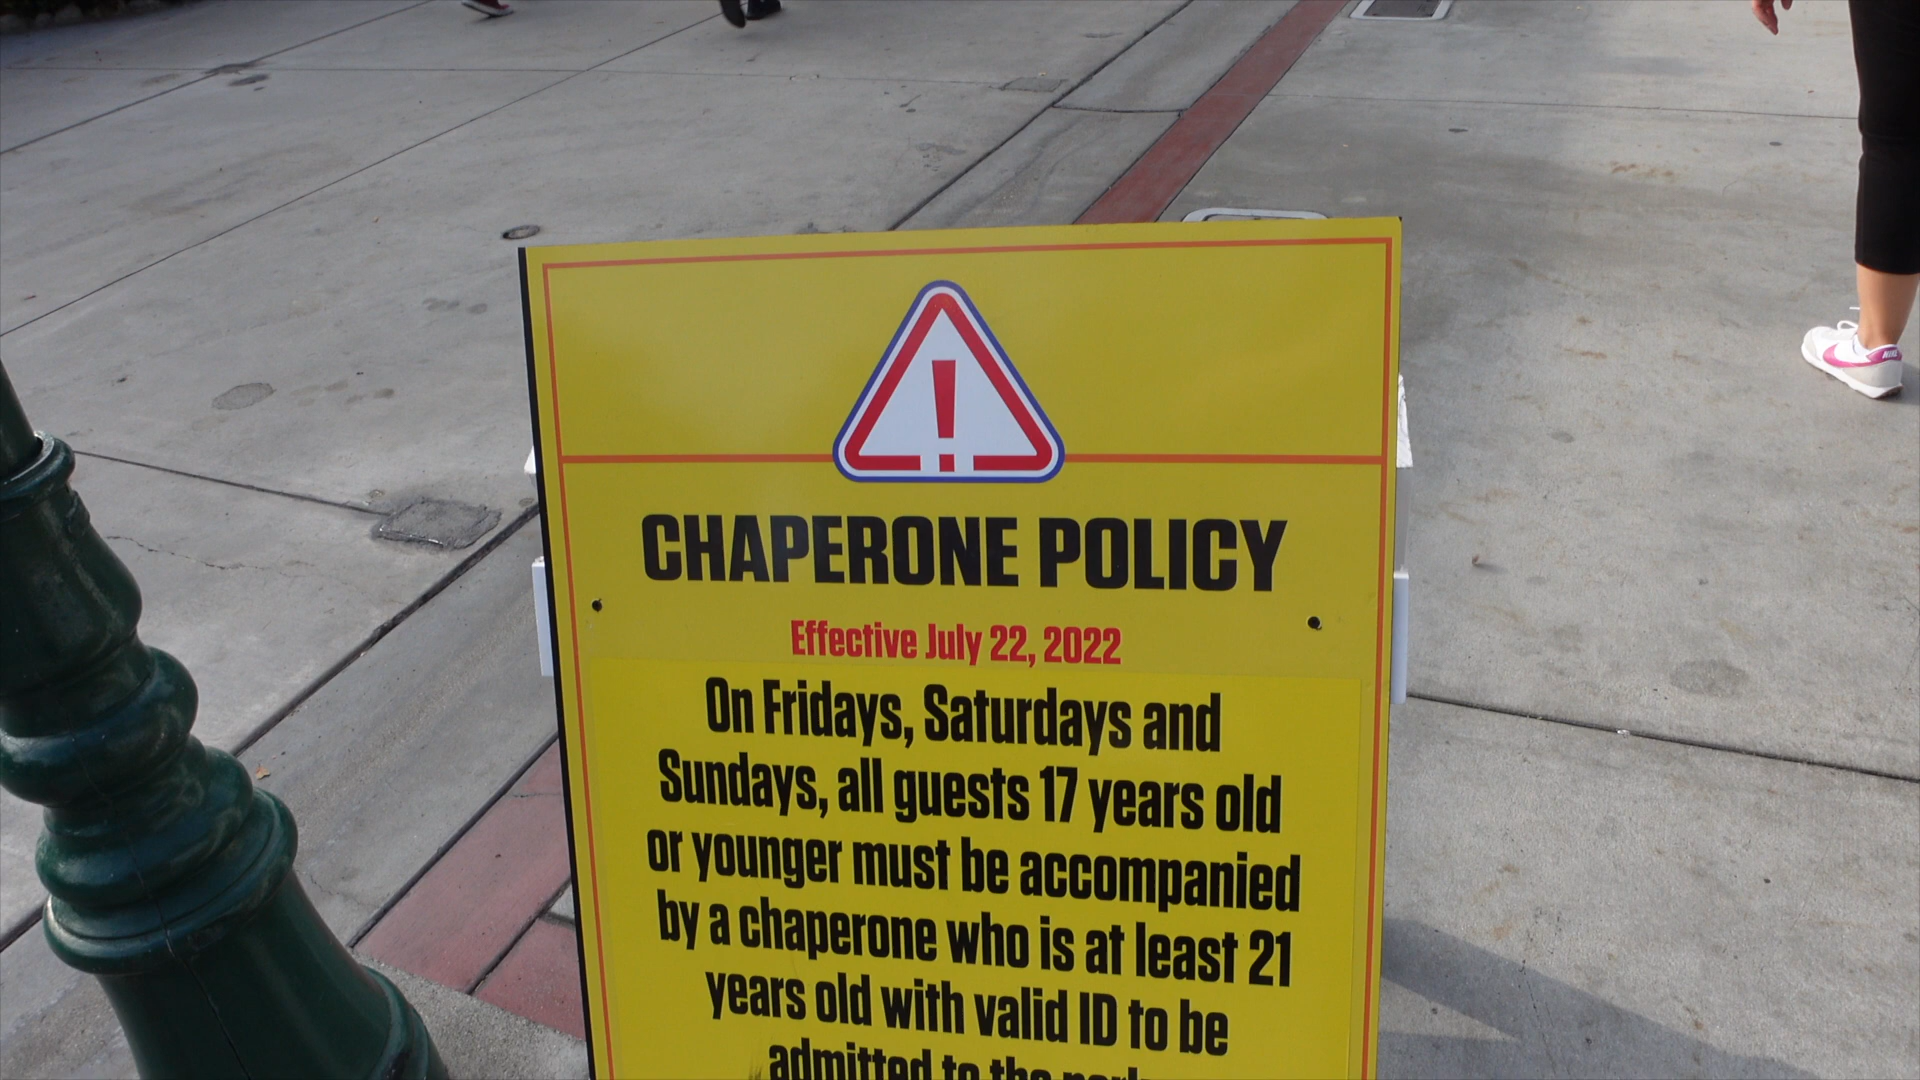 CHAPERONE POLICY
Effective July 22, 2022
On Fridays, Saturdays and
Sundays, all guests 17 years old
or younger must be accompanied
by a chaperone who is at least 21
years old with valid ID to be
admitted to the park
NIKE